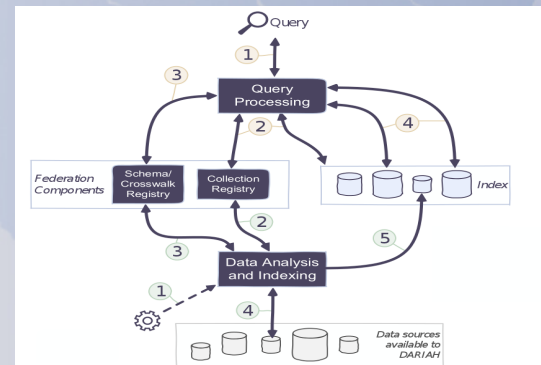 Query
1
3
Query
Processing
2
4
Federation
Components
Schema/
Crosswalk
Registry
Collection
Registry
Index
2
3
5
Data Analysis
and Indexing
1
4
Data sources
available to
DARIAH